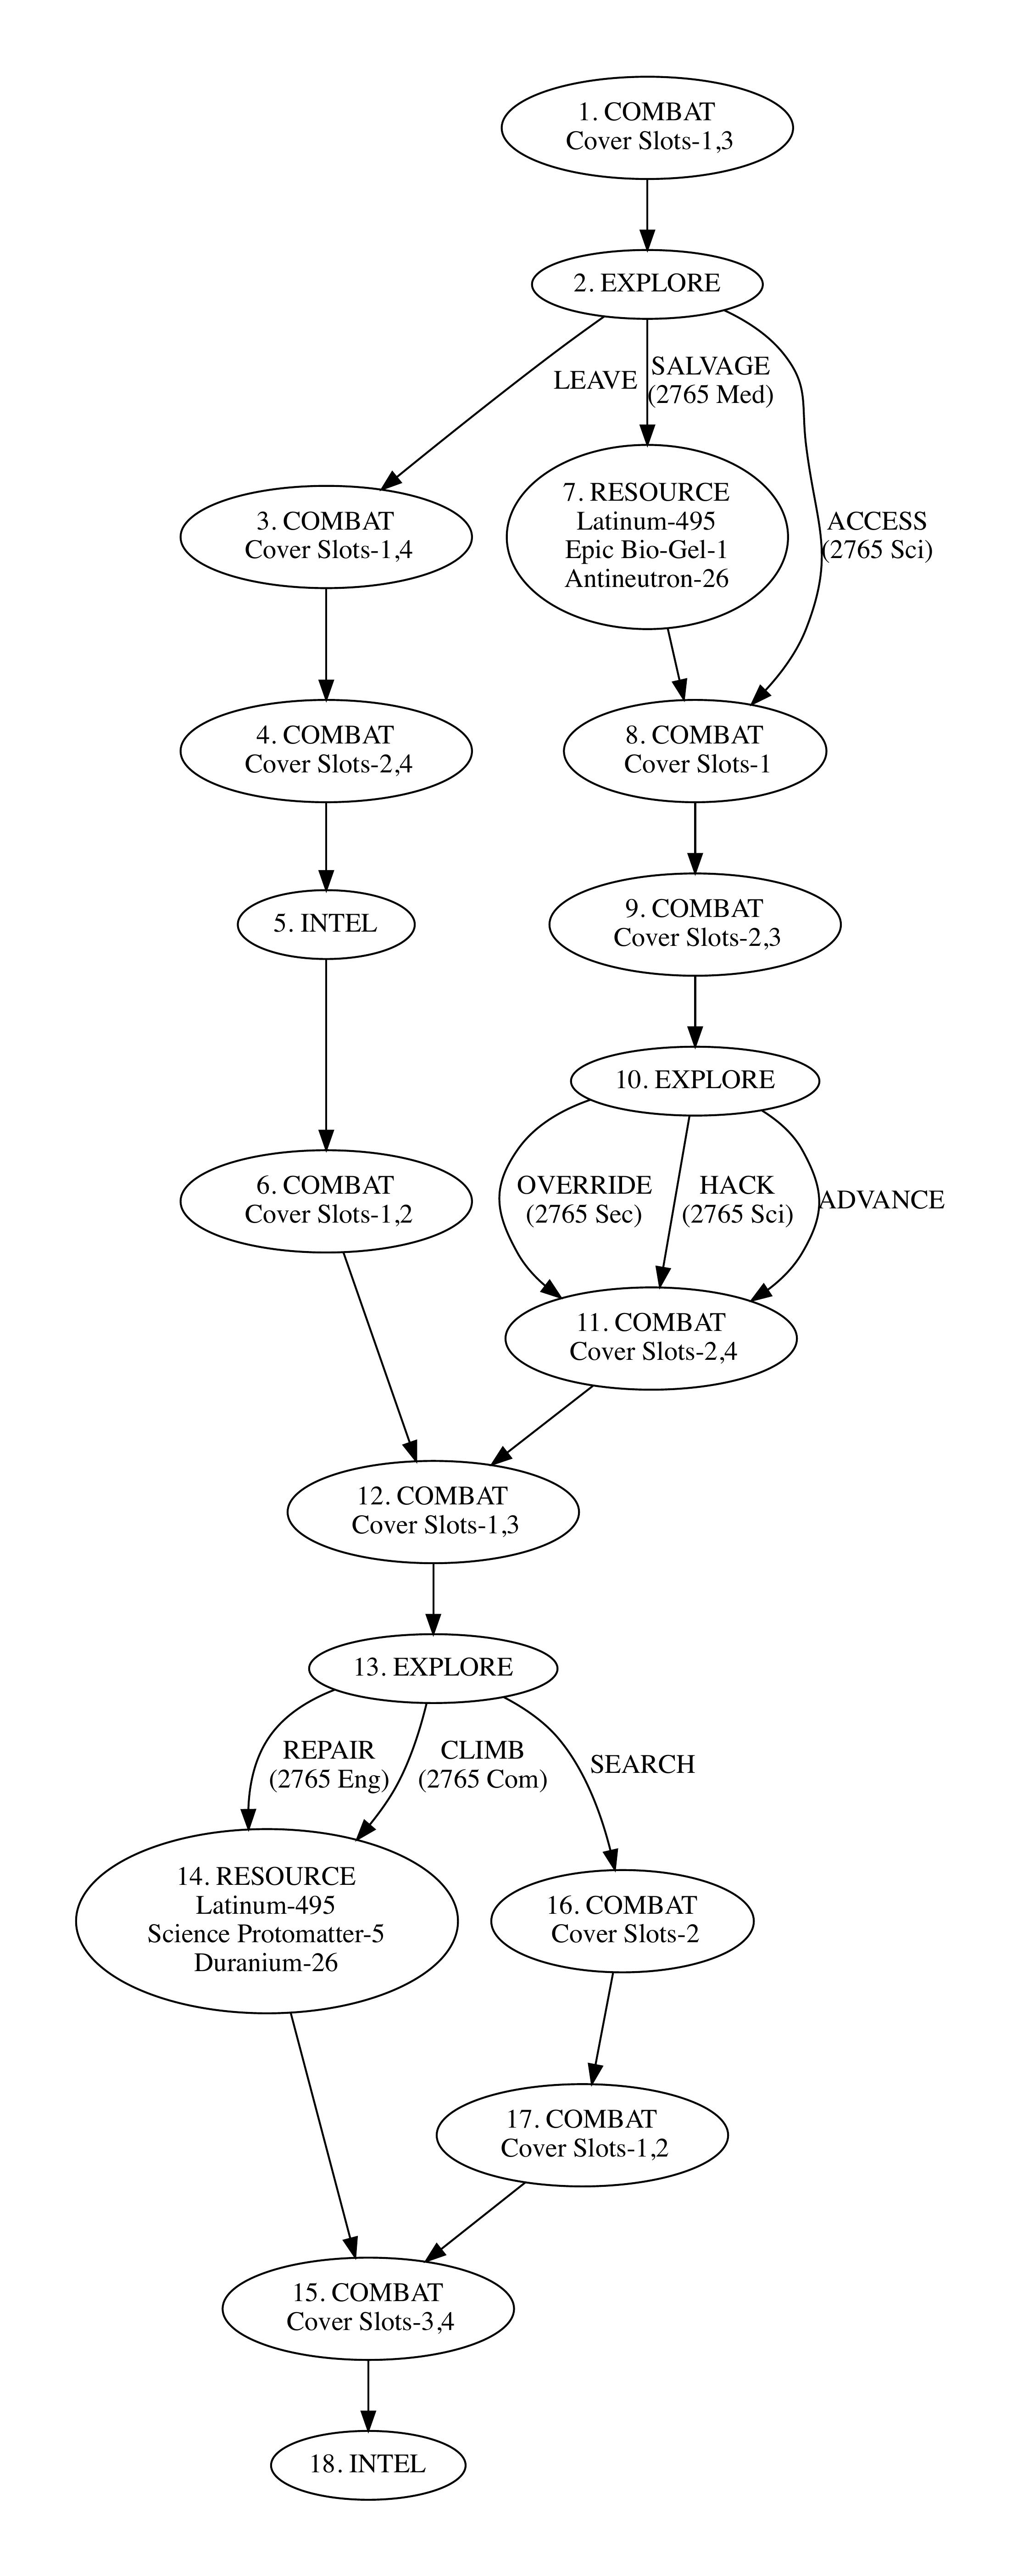 1. COMBAT
Cover Slots-1,3
2. EXPLORE
LEAVE
SALVAGE
(2765 Med)
ACCESS
(2765 Sci)
3. COMBAT
Cover Slots-1,4
7. RESOURCE
Latinum-495
Epic Bio-Gel-1
Antineutron-26
4. COMBAT
Cover Slots-2,4
8. COMBAT
Cover Slots-1
5. INTEL
9. COMBAT
Cover Slots-2,3
10. EXPLORE
6. COMBAT
Cover Slots-1,2
OVERRIDE
(2765 Sec)
HACK
(2765 Sci)
ADVANCE
11. COMBAT
Cover Slots-2,4
12. COMBAT
Cover Slots-1,3
13. EXPLORE
REPAIR
(2765 Eng)
CLIMB
(2765 Com)
SEARCH
14. RESOURCE
Latinum-495
Science Protomatter-5
Duranium-26
16. COMBAT
Cover Slots-2
17. COMBAT
Cover Slots-1,2
15. COMBAT
Cover Slots-3,4
18. INTEL